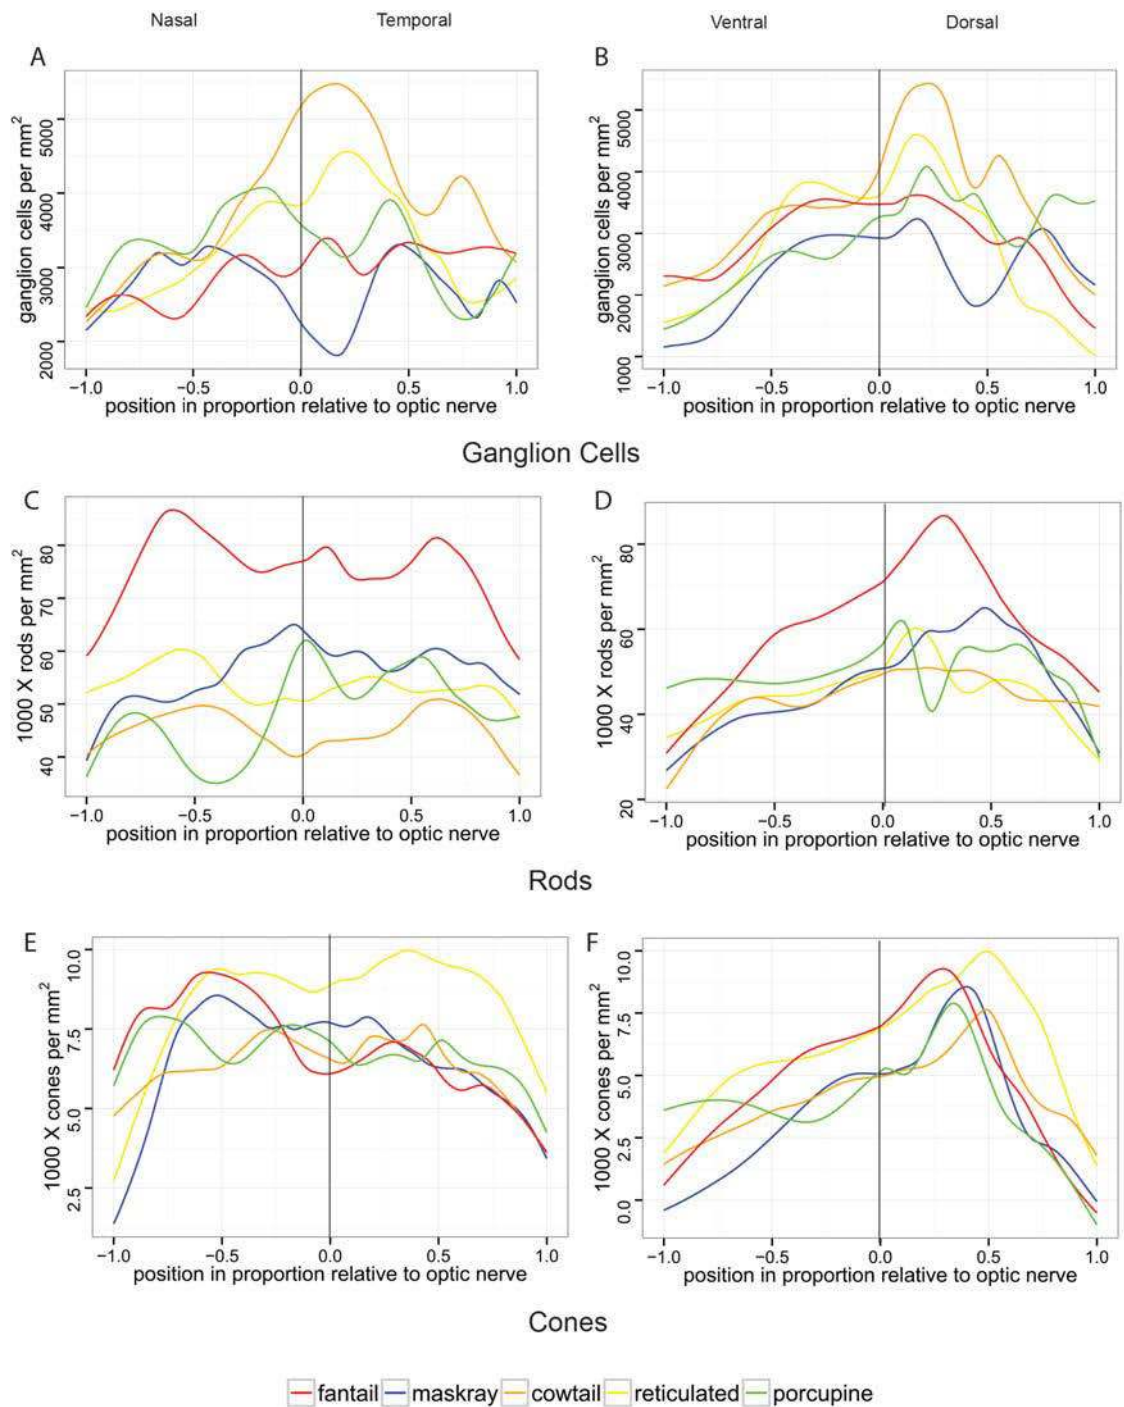 Nasal Temporal Ventral Dorsal
A B
ganglion cells per mm2
5000
4000
3000
2000
−1.0 −0.5 0.0 0.5 1.0
position in proportion relative to optic nerve
ganglion cells per mm2
5000
4000
3000
2000
1000
−1.0 −0.5 0.0 0.5 1.0
position in proportion relative to optic nerve
Ganglion Cells
C D
1000 X rods per mm2
80
70
60
50
40
−1.0 −0.5 0.0 0.5 1.0
position in proportion relative to optic nerve
1000 X rods per mm2
80
60
40
20
−1.0 −0.5 0.0 0.5 1.0
position in proportion relative to optic nerve
Rods
E F
1000 X cones per mm2
10.0
7.5
5.0
2.5
−1.0 −0.5 0.0 0.5 1.0
position in proportion relative to optic nerve
1000 X cones per mm2
10.0
7.5
5.0
2.5
0.0
−1.0 −0.5 0.0 0.5 1.0
position in proportion relative to optic nerve
Cones
fantail maskray cowtail reticulated porcupine